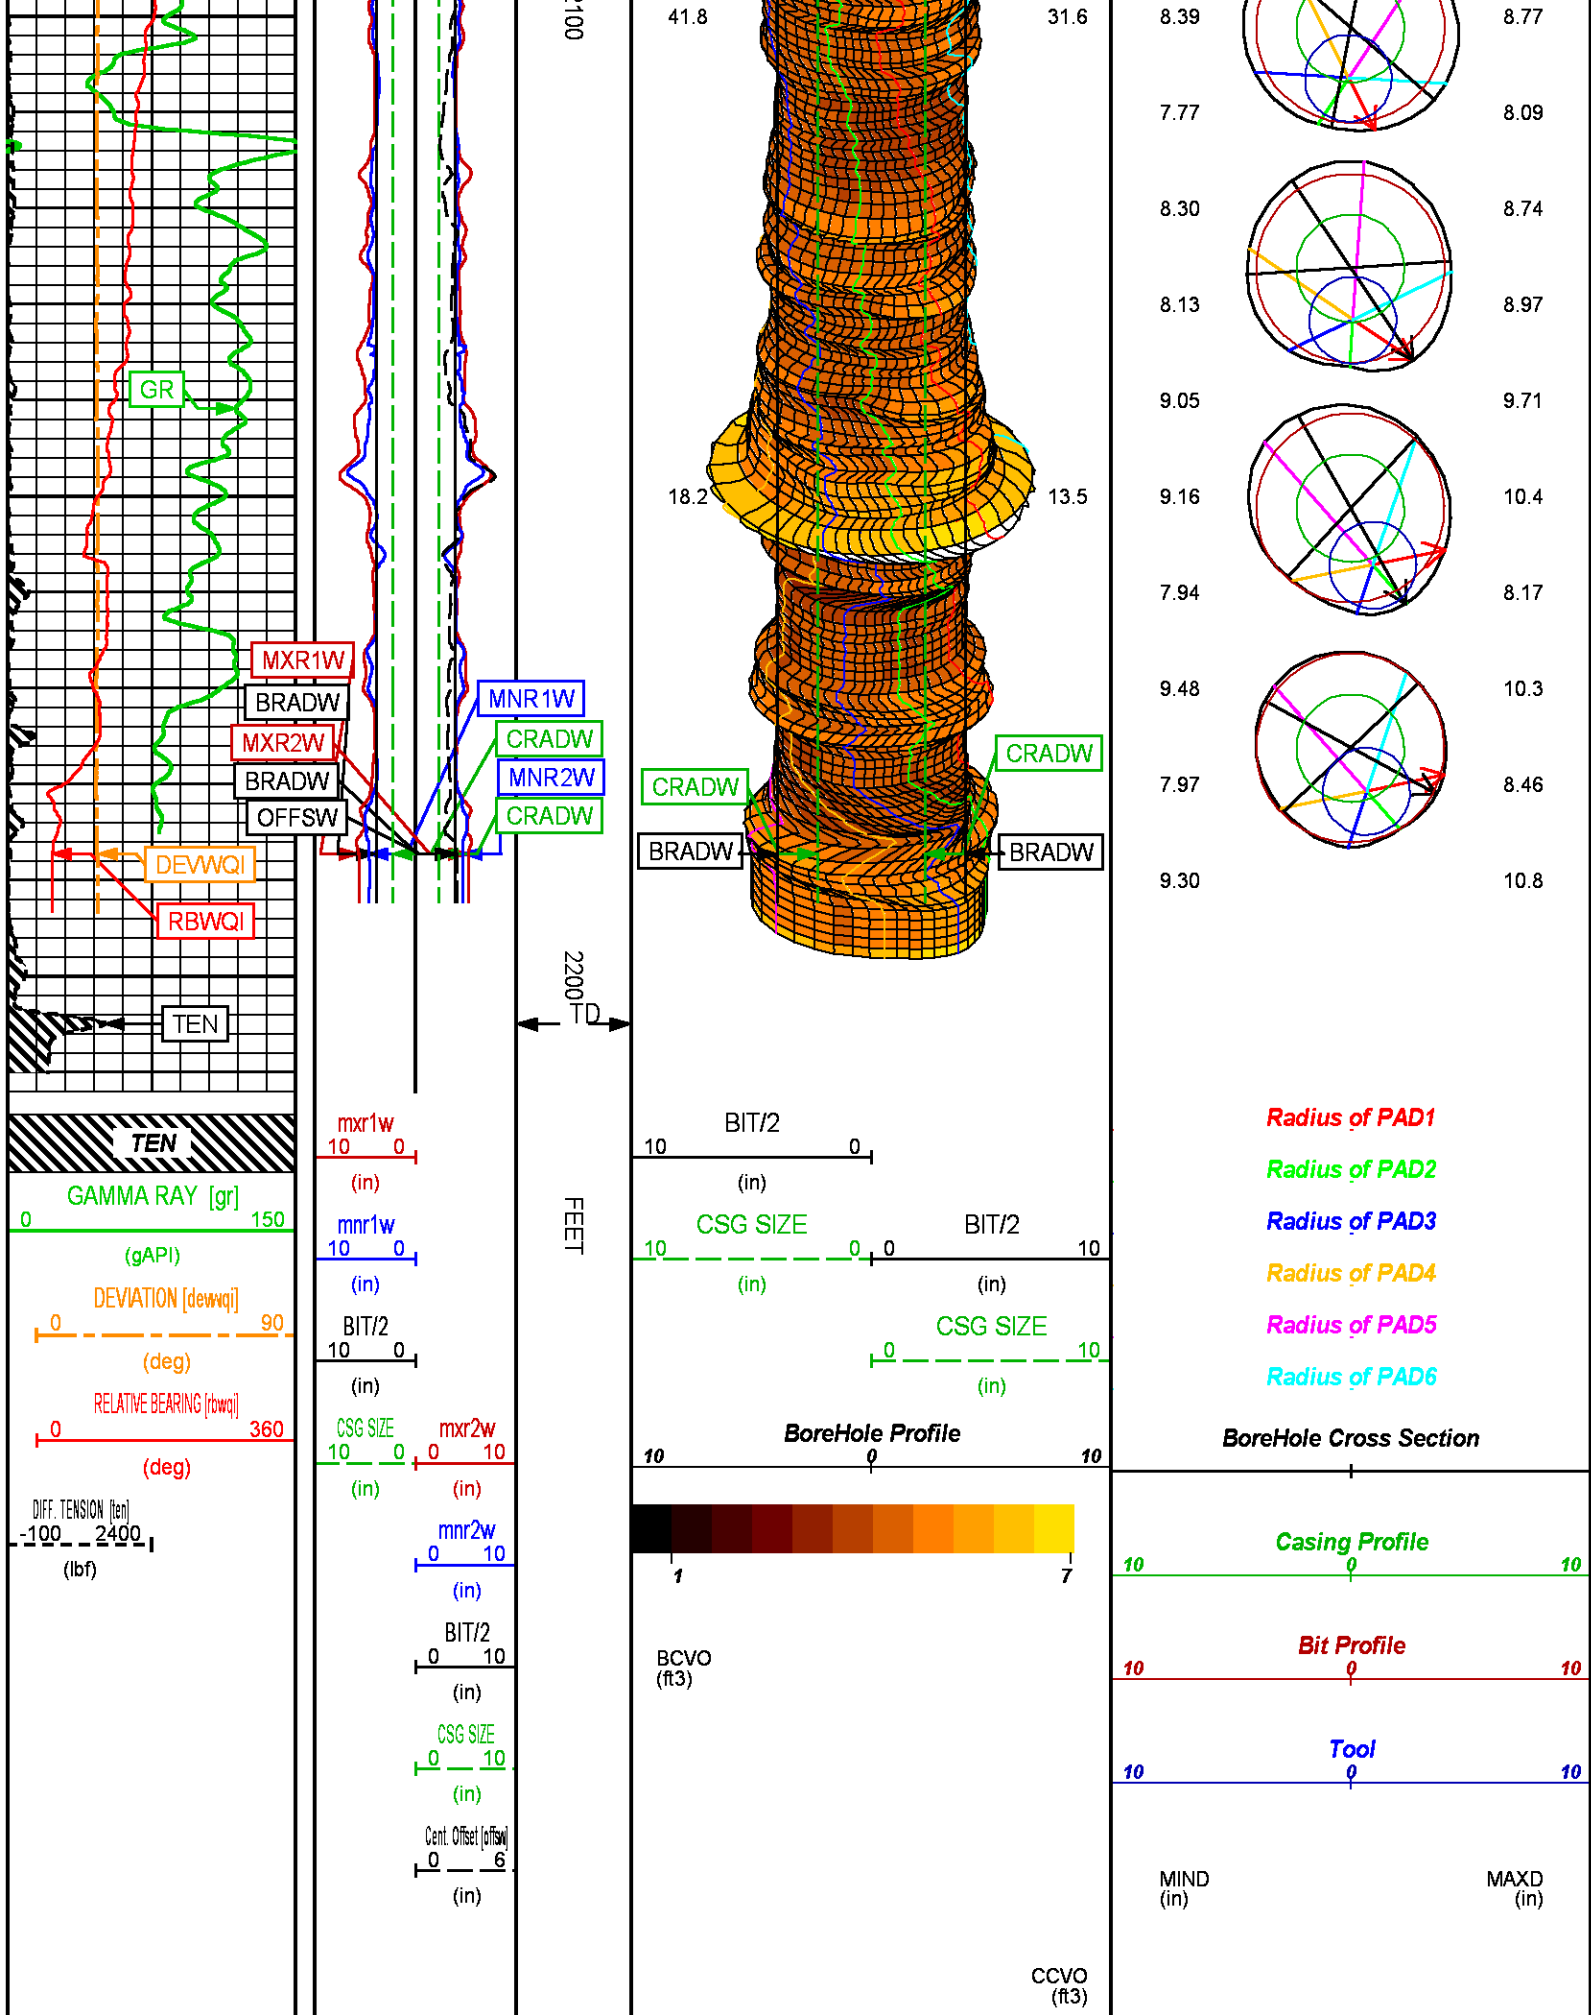 2100
41.8 31.6 8.39 8.77
7.77 8.09
8.30 8.74
8.13 8.97
GR
9.05 9.71
18.2 13.5 9.16 10.4
7.94 8.17
MXR1W
BRADW
MXR2W
BRADW
OFFSW
MNR1W
CRADW
MNR2W
CRADW
9.48 10.3
CRADW
CRADW
7.97 8.46
BRADW
BRADW
DEVWQI
RBWQI
9.30 10.8
2200
TD
TEN
TEN
GAMMA RAY [gr]
0 150
(gAPI)
DEVIATION [devwqi]
0 90
(deg)
RELATIVE BEARING [rbwqi]
0 360
(deg)
DIFF. TENSION [ten]
-100 2400
(lbf)
mxr1w
10 0
(in)
mnr1w
10 0
(in)
BIT/2
10 0
(in)
CSG SIZE
10 0
(in)
mxr2w
0 10
(in)
mnr2w
0 10
(in)
BIT/2
0 10
(in)
CSG SIZE
0 10
(in)
Cent. Offset [offsw]
0 6
(in)
FEET
BIT/2
10 0
(in)
CSG SIZE
10 0
(in)
BIT/2
0 10
(in)
CSG SIZE
0 10
(in)
BoreHole Profile
10 0 10
1 7
BCVO
(ft3)
CCVO
(ft3)
Radius of PAD1
Radius of PAD2
Radius of PAD3
Radius of PAD4
Radius of PAD5
Radius of PAD6
BoreHole Cross Section
Casing Profile
10 0 10
Bit Profile
10 0 10
Tool
10 0 10
MIND
(in)
MAXD
(in)